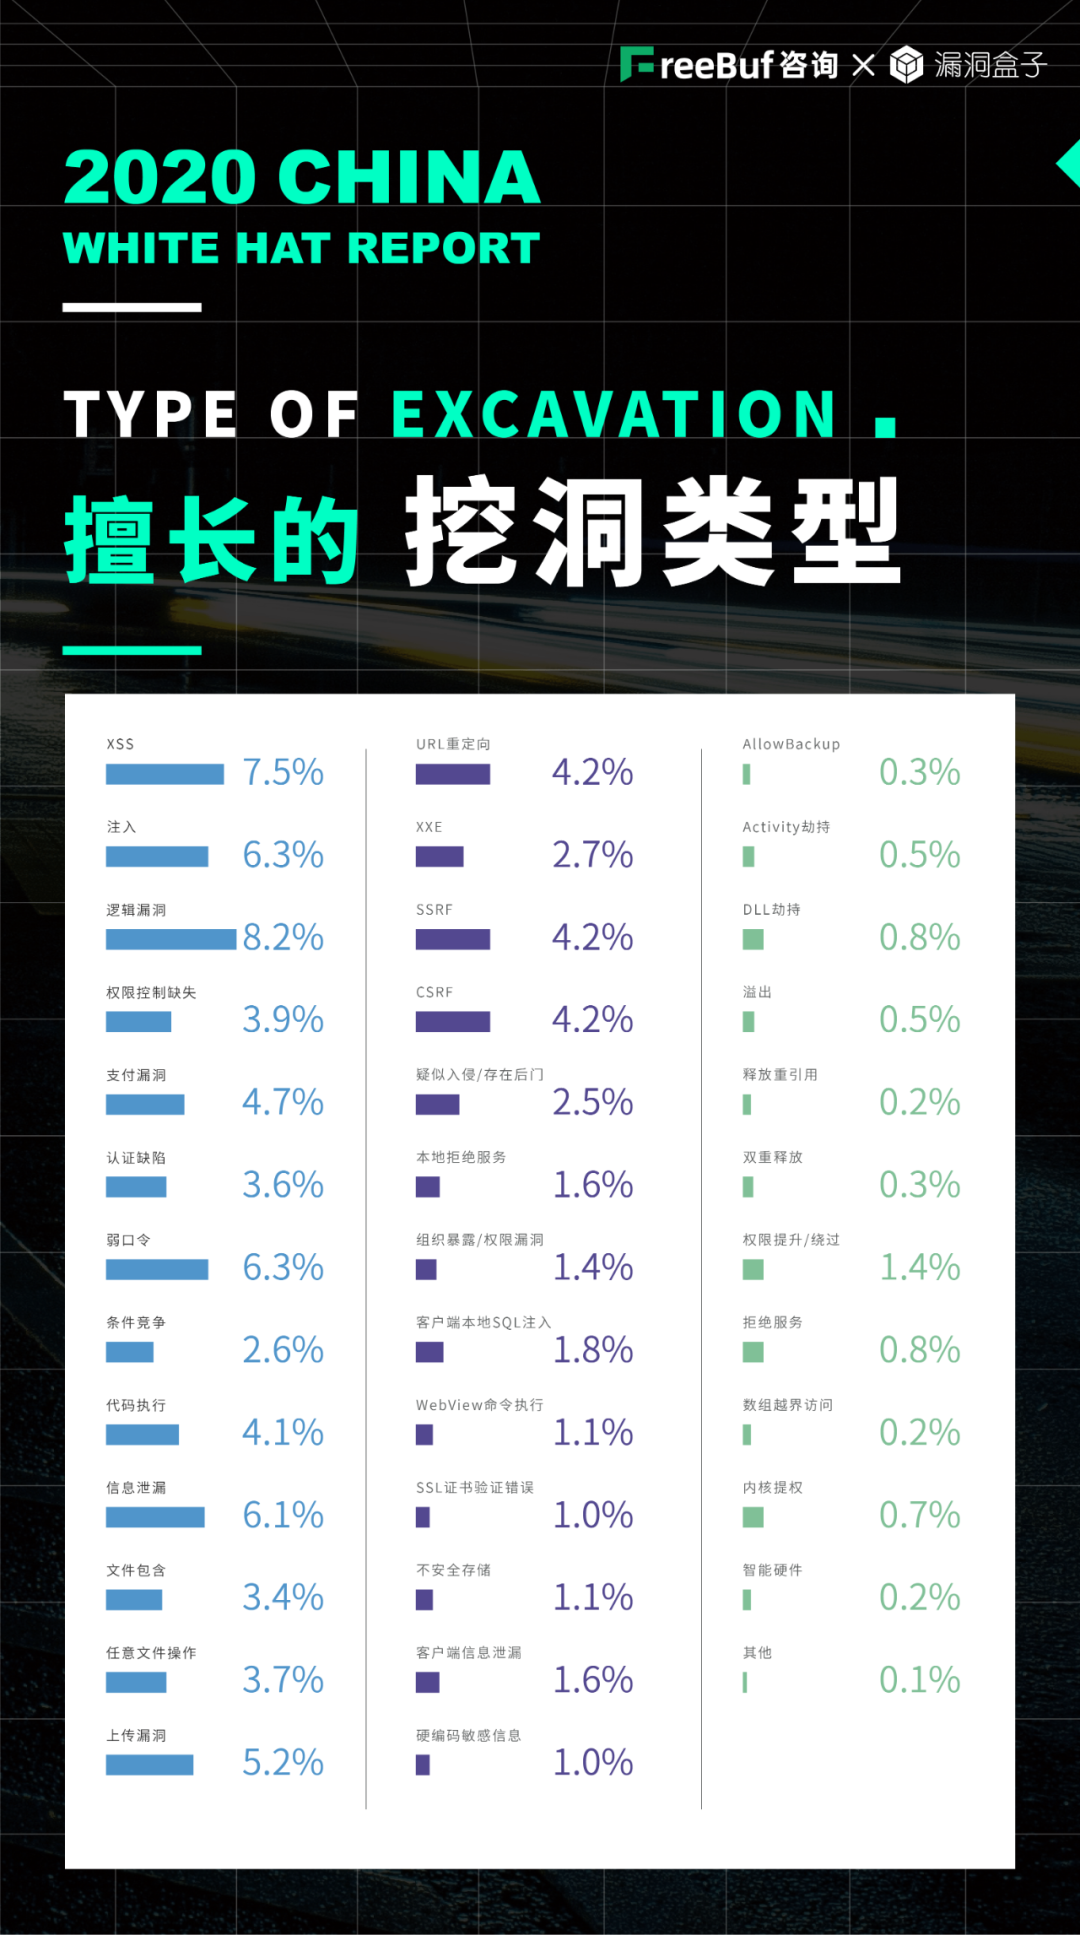 FreeBuf咨询 × 漏洞盒子
2020 CHINA
WHITE HAT REPORT
TYPE OF EXCAVATION .
擅长的 挖洞类型
XSS
7.5%
注入
6.3%
逻辑漏洞
8.2%
权限控制缺失
3.9%
支付漏洞
4.7%
认证缺陷
3.6%
弱口令
6.3%
条件竞争
2.6%
代码执行
4.1%
信息泄漏
6.1%
文件包含
3.4%
任意文件操作
3.7%
上传漏洞
5.2%
URL重定向
4.2%
XXE
2.7%
SSRF
4.2%
CSRF
4.2%
疑似入侵/存在后门
2.5%
本地拒绝服务
1.6%
组织暴露/权限漏洞
1.4%
客户端本地SQL注入
1.8%
WebView命令执行
1.1%
SSL证书验证错误
1.0%
不安全存储
1.1%
客户端信息泄漏
1.6%
硬编码敏感信息
1.0%
AllowBackup
0.3%
Activity劫持
0.5%
DLL劫持
0.8%
溢出
0.5%
释放重引用
0.2%
双重释放
0.3%
权限提升/绕过
1.4%
拒绝服务
0.8%
数组越界访问
0.2%
内核提权
0.7%
智能硬件
0.2%
其他
0.1%